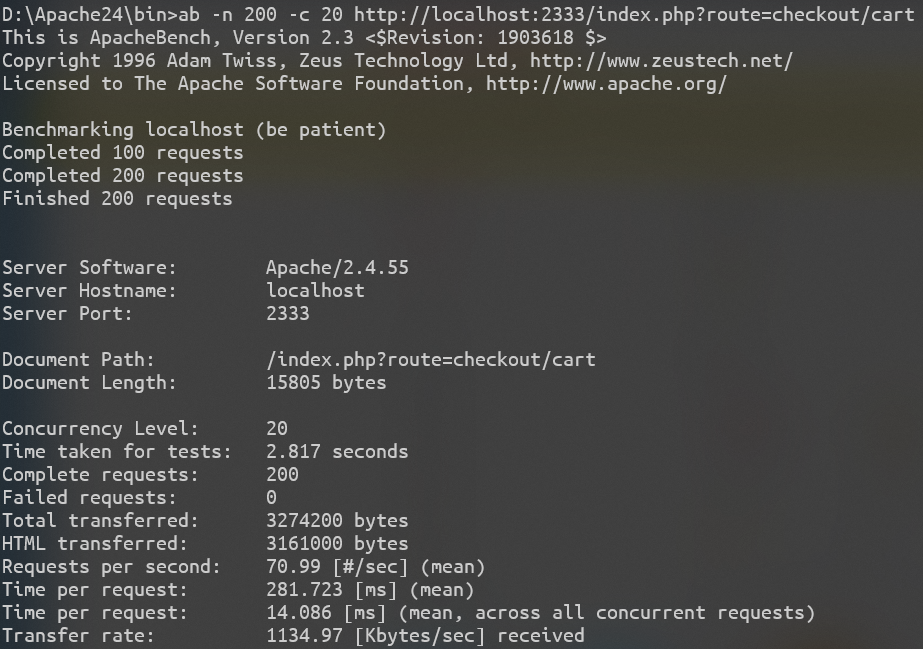 D:\Apache24\bin>ab -n 200 -c 20 http://localhost:2333/index.php?route=checkout/cart
This is ApacheBench, Version 2.3 <$Revision: 1903618 $>
Copyright 1996 Adam Twiss, Zeus Technology Ltd, http://www.zeustech.net/
Licensed to The Apache Software Foundation, http://www.apache.org/

Benchmarking localhost (be patient)
Completed 100 requests
Completed 200 requests
Finished 200 requests


Server Software:        Apache/2.4.55
Server Hostname:        localhost
Server Port:            2333

Document Path:          /index.php?route=checkout/cart
Document Length:        15805 bytes

Concurrency Level:      20
Time taken for tests:   2.817 seconds
Complete requests:      200
Failed requests:        0
Total transferred:      3274200 bytes
HTML transferred:       3161000 bytes
Requests per second:    70.99 [#/sec] (mean)
Time per request:       281.723 [ms] (mean)
Time per request:       14.086 [ms] (mean, across all concurrent requests)
Transfer rate:          1134.97 [Kbytes/sec] received